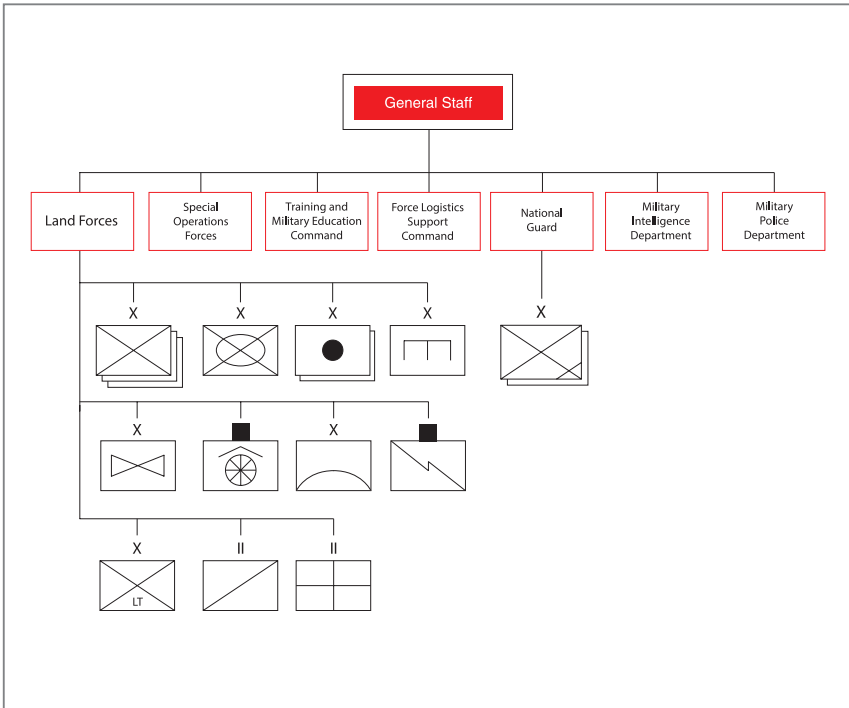 General Staff
Land Forces
Special
Operations
Forces
Training and
Military Education
Command
Force Logistics
Support
Command
National
Guard
Military
Intelligence
Department
Military
Police
Department
X
X
X
X
X
X
X
X
II
II
LT